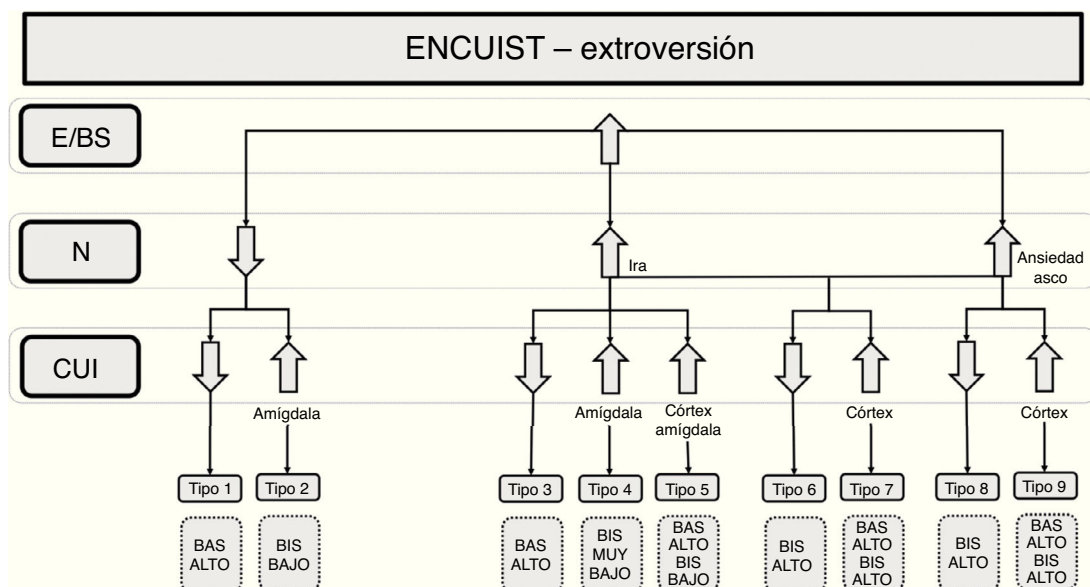 ENCUIST – extroversión
E/BS
N
Ira
Ansiedad
asco
CUI
Amígdala
Amígdala
Córtex
amígdala
Córtex
Córtex
Tipo 1
Tipo 2
Tipo 3
Tipo 4
Tipo 5
Tipo 6
Tipo 7
Tipo 8
Tipo 9
BAS
ALTO
BIS
BAJO
BAS
ALTO
BIS
MUY
BAJO
BAS
ALTO
BIS
BAJO
BIS
ALTO
BAS
ALTO
BIS
ALTO
BIS
ALTO
BAS
ALTO
BIS
ALTO